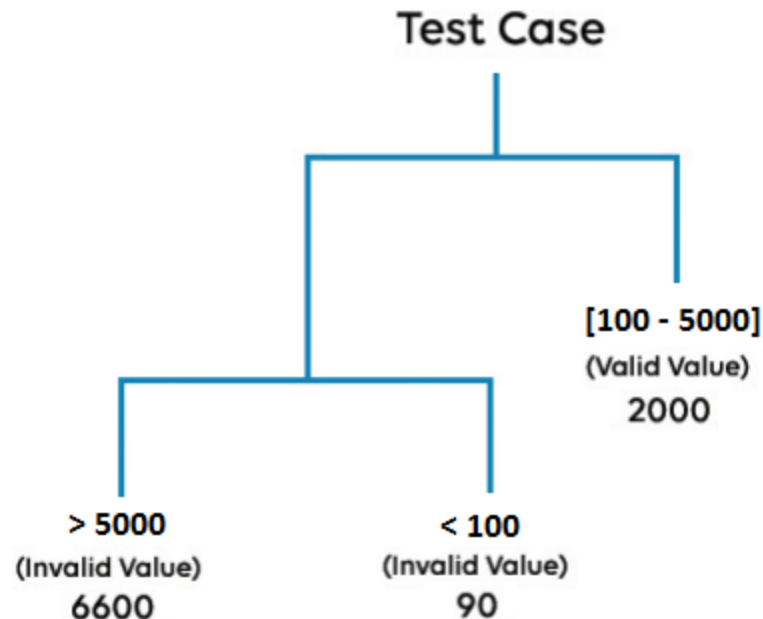 Test Case
[100 - 5000]
(Valid Value)
2000
> 5000
(Invalid Value)
6600
< 100
(Invalid Value)
90